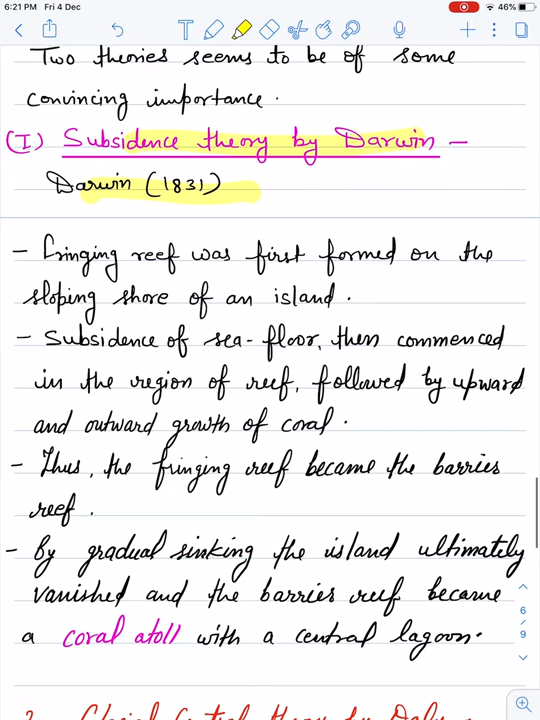 6:21 PM Fri 4 Dec 46%
Two theories seems to be of some
convincing importance.
(I) Subsidence theory by Darwin -
Darwin (1831)
- Fringing reef was first formed on the
sloping shore of an island.
- Subsidence of sea-floor, then commenced
in the region of reef, followed by upward
and outward growth of coral.
- Thus, the fringing reef became the barries
reef.
- By gradual sinking the island ultimately
vanished and the barries reef became
a coral atoll with a central lagoon.
6
/
9